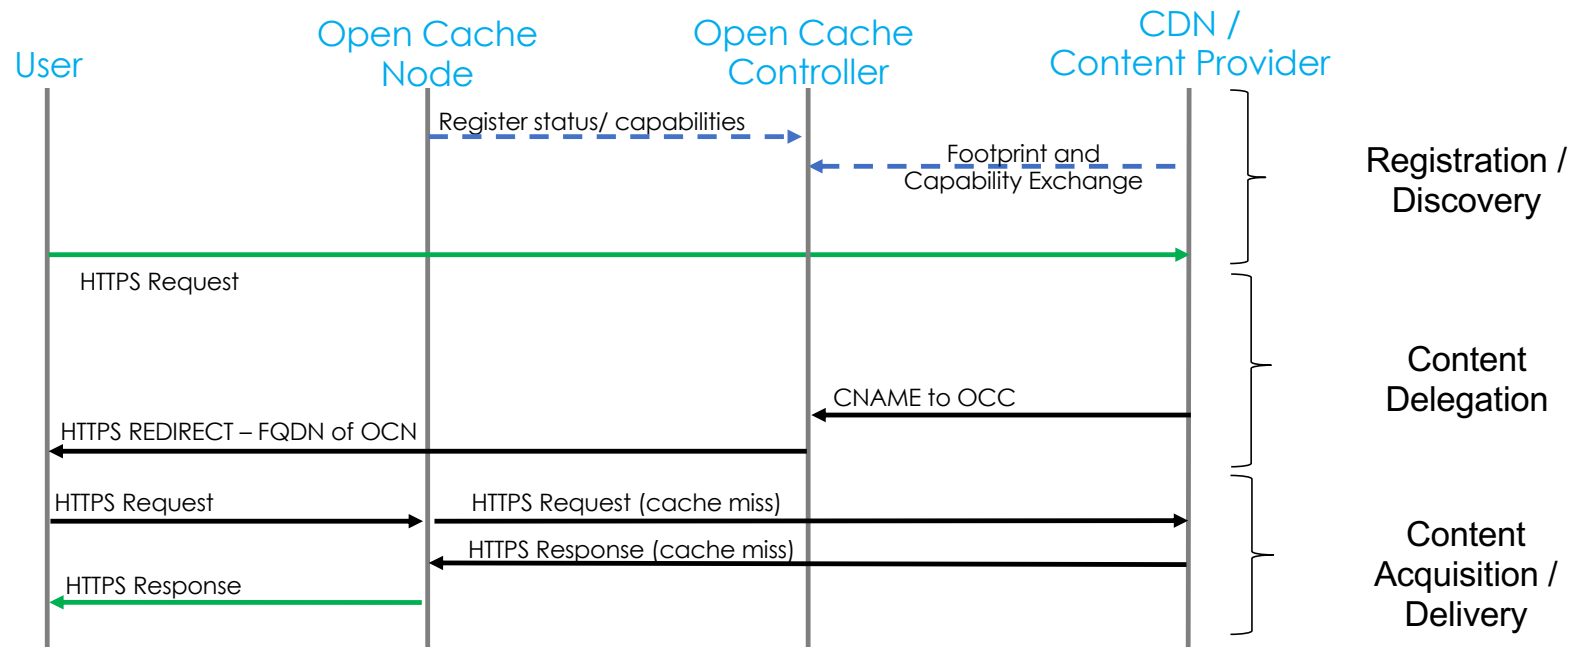 User
Open Cache
Node
Open Cache
Controller
CDN /
Content Provider
Register status/ capabilities
Footprint and
Capability Exchange
Registration /
Discovery
HTTPS Request
Content
Delegation
CNAME to OCC
HTTPS REDIRECT – FQDN of OCN
HTTPS Request
HTTPS Request (cache miss)
HTTPS Response (cache miss)
HTTPS Response
Content
Acquisition /
Delivery